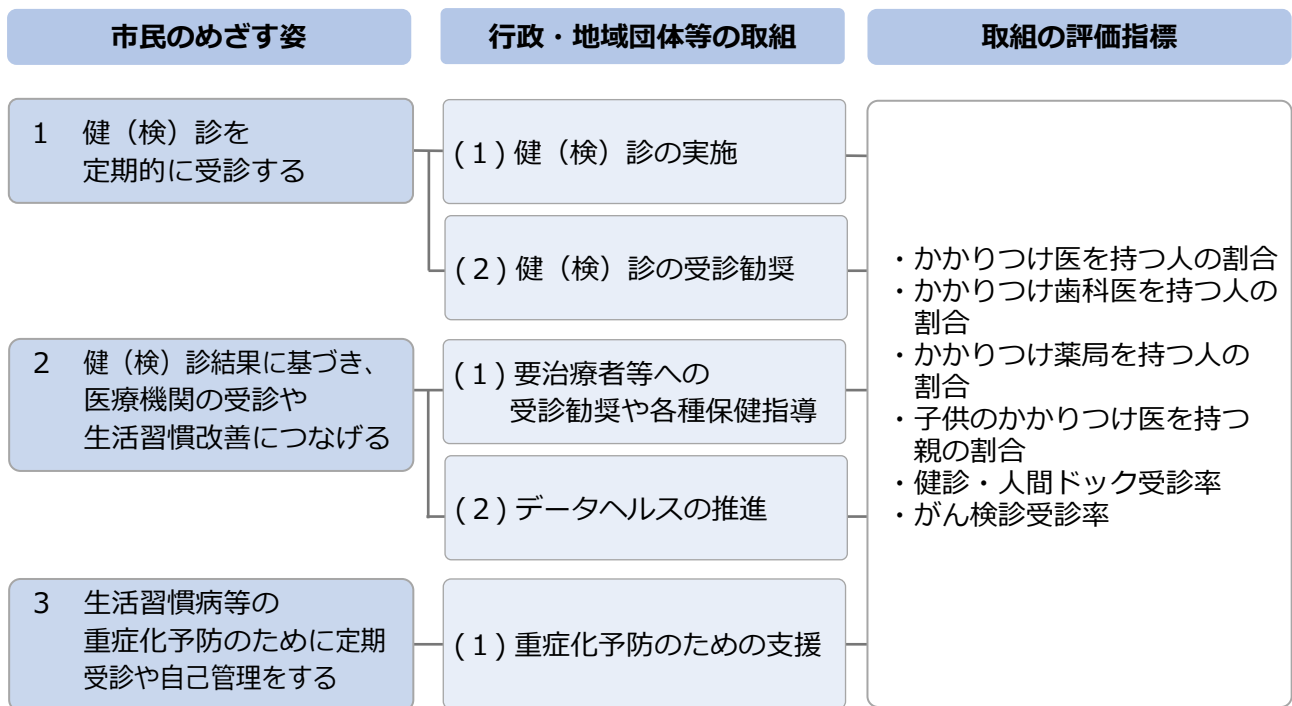 市民のめざす姿
行政・地域団体等の取組
取組の評価指標
1 健（検）診を
定期的に受診する
(１)健（検）診の実施
(２)健（検）診の受診勧奨
2 健（検）診結果に基づき、
医療機関の受診や
生活習慣改善につなげる
(１)要治療者等への
受診勧奨や各種保健指導
(２)データヘルスの推進
3 生活習慣病等の
重症化予防のために定期
受診や自己管理をする
(１)重症化予防のための支援
・かかりつけ医を持つ人の割合
・かかりつけ歯科医を持つ人の
割合
・かかりつけ薬局を持つ人の
割合
・子供のかかりつけ医を持つ
親の割合
・健診・人間ドック受診率
・がん検診受診率